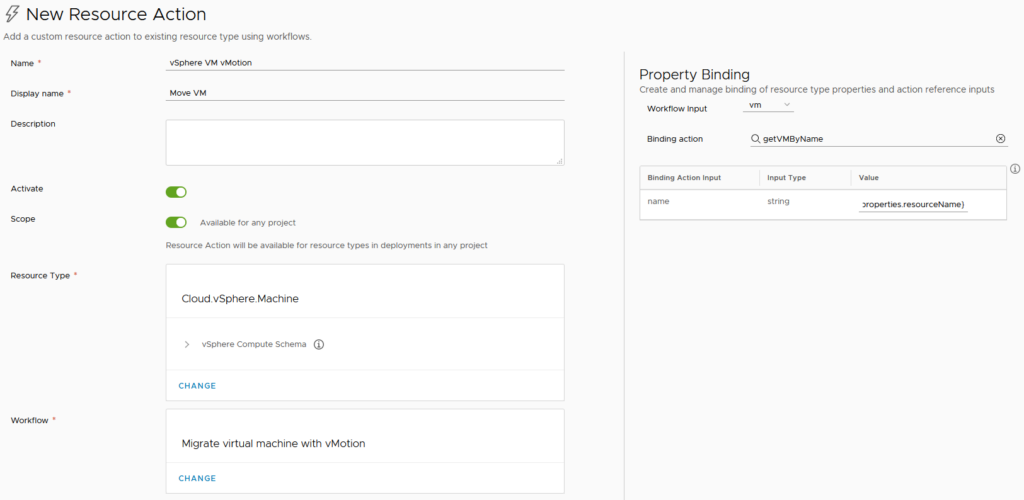 New Resource Action
Add a custom resource action to existing resource type using workflows.
Name *
vSphere VM vMotion
Display name *
Move VM
Description
Activate
Scope
Available for any project
Resource Action will be available for resource types in deployments in any project
Resource Type *
Cloud.vSphere.Machine
vSphere Compute Schema
CHANGE
Workflow *
Migrate virtual machine with vMotion
CHANGE
Property Binding
Create and manage binding of resource type properties and action reference inputs
Workflow Input
vm
Binding action
getVMByName
Binding Action Input
Input Type
Value
name
string
properties.resourceName}